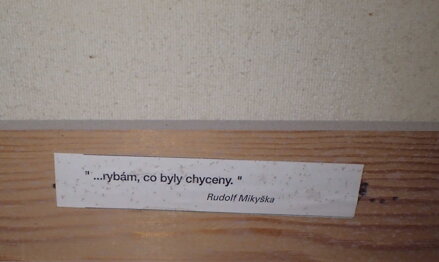 " ...rybám, co byly chyceny. "
Rudolf Mikyška